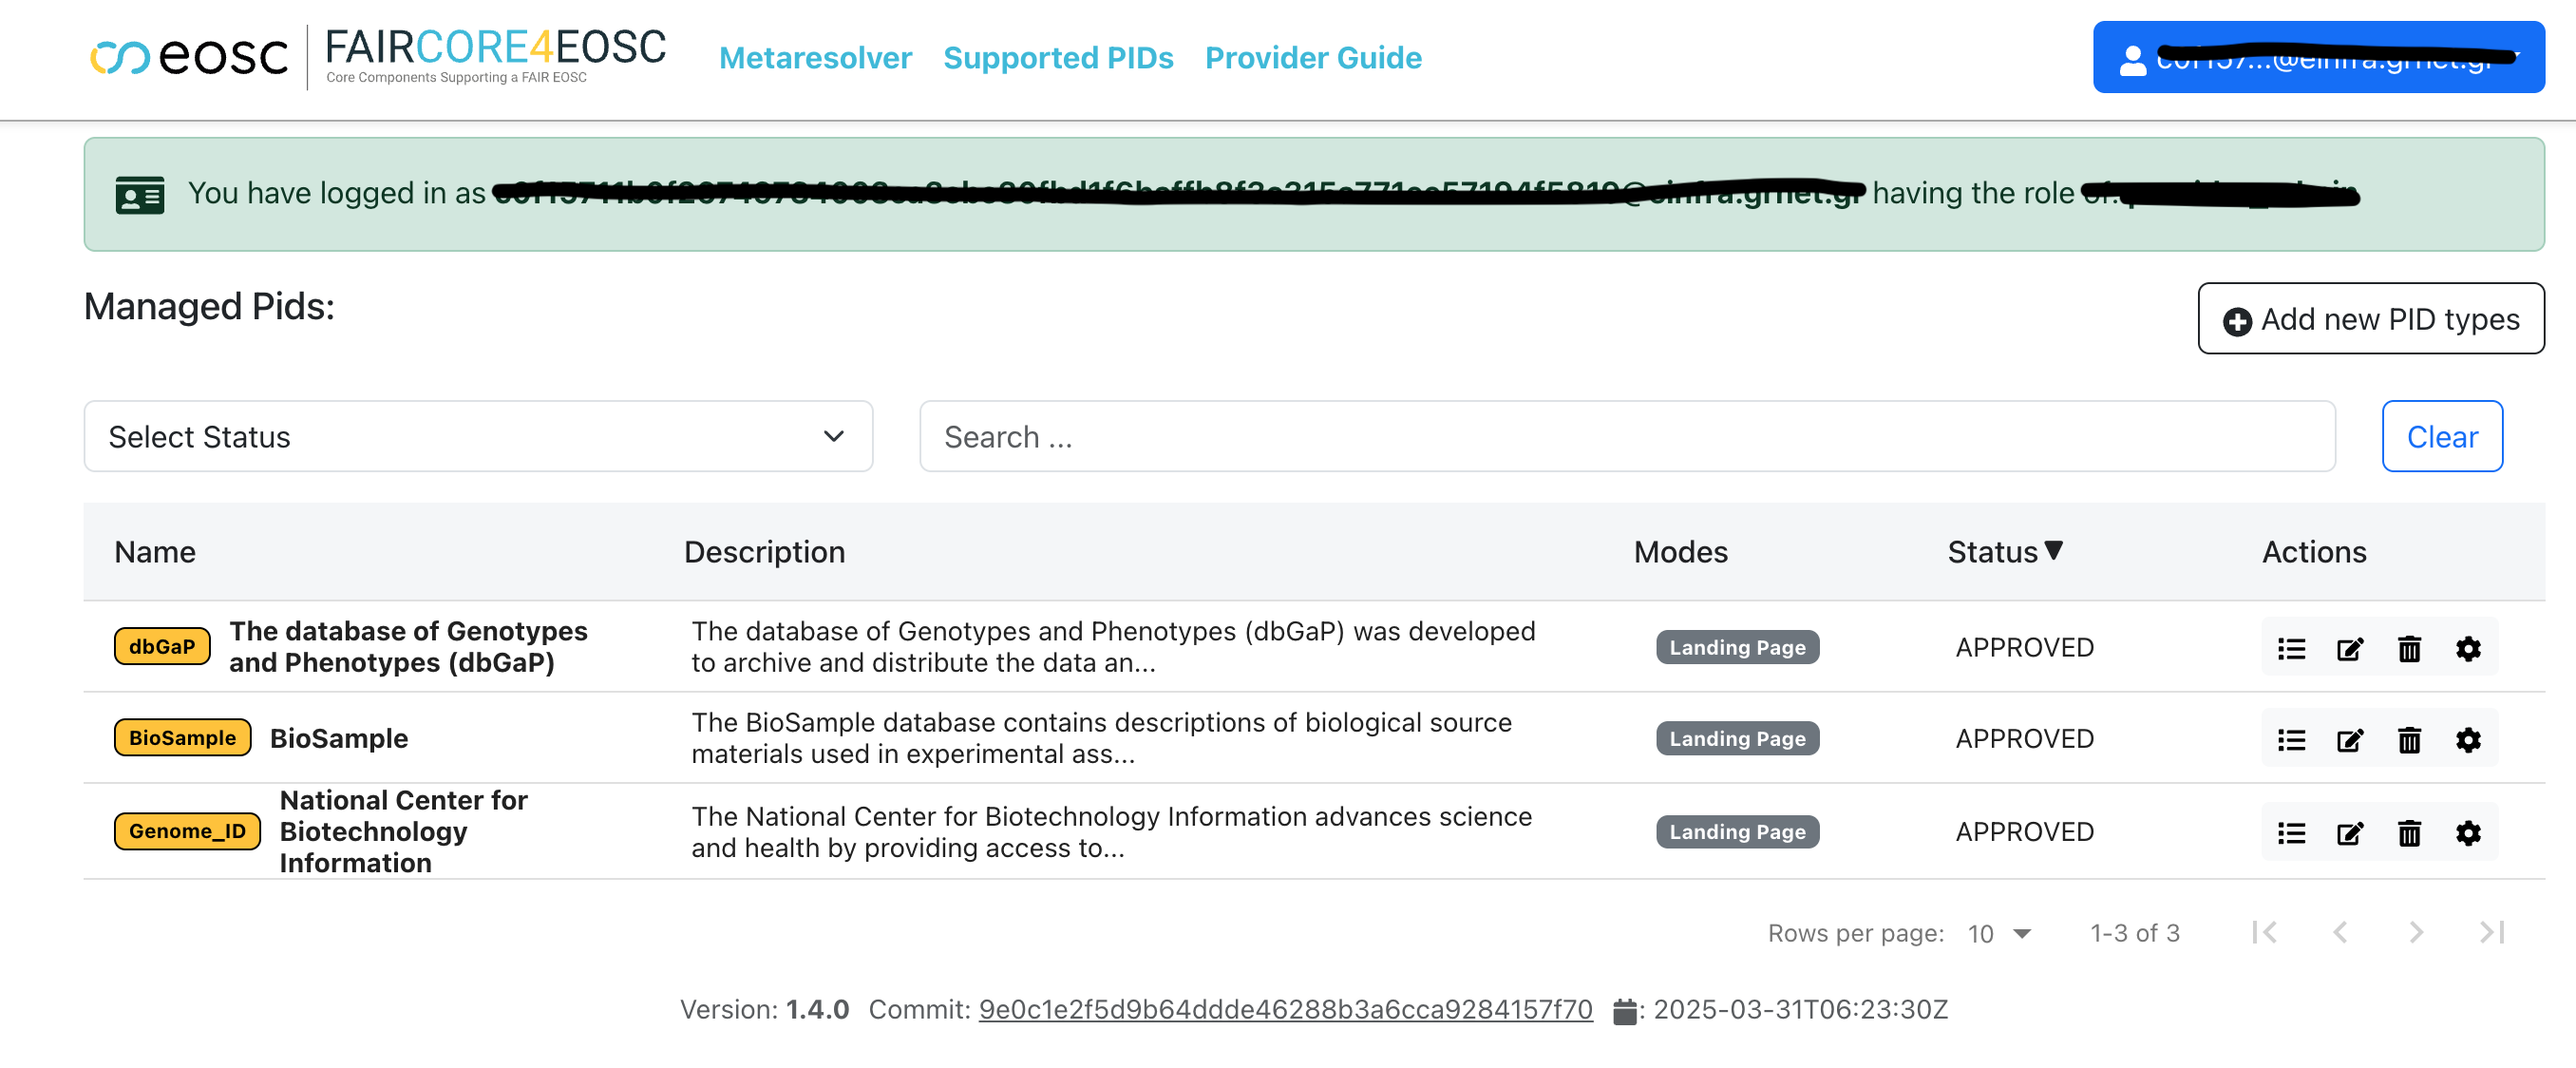 eosc
FAIRCORE4EOSC
Core Components Supporting a FAIR EOSC
Metaresolver Supported PIDs Provider Guide
You have logged in as having the role
Managed Pids:
Add new PID types
Select Status
Search ...
Clear
Name Description Modes Status▼ Actions
dbGaP
The database of Genotypes
and Phenotypes (dbGaP)
The database of Genotypes and Phenotypes (dbGaP) was developed
to archive and distribute the data an...
Landing Page
APPROVED
BioSample
BioSample
The BioSample database contains descriptions of biological source
materials used in experimental ass...
Landing Page
APPROVED
Genome_ID
National Center for
Biotechnology
Information
The National Center for Biotechnology Information advances science
and health by providing access to...
Landing Page
APPROVED
Rows per page: 10 1-3 of 3
Version: 1.4.0 Commit: 9e0c1e2f5d9b64ddde46288b3a6cca9284157f70 : 2025-03-31T06:23:30Z